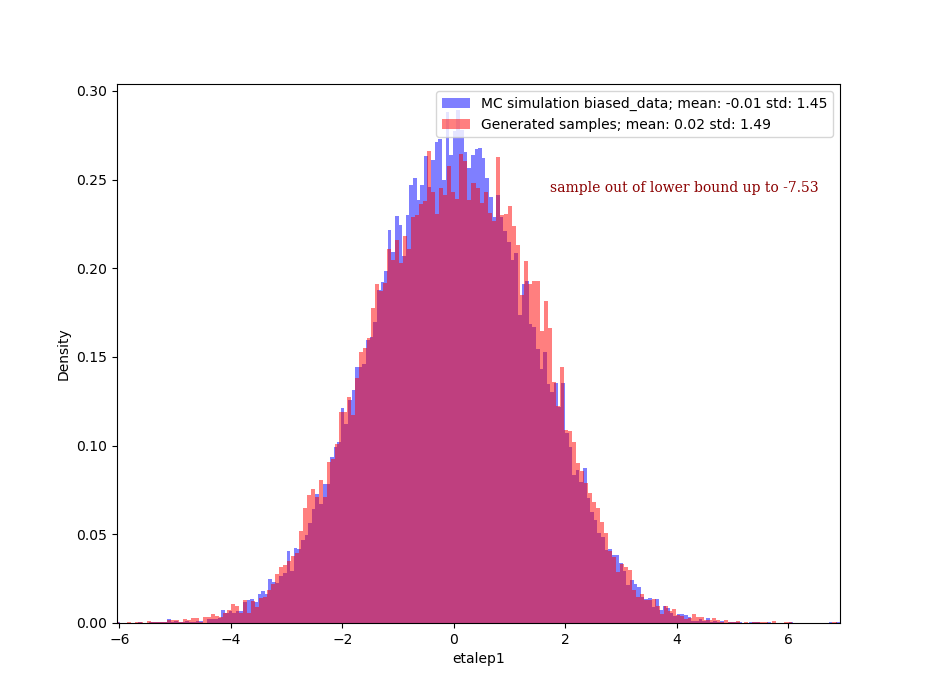 0.30
0.25
0.20
0.15
0.10
0.05
0.00
Density
MC simulation biased_data; mean: -0.01 std: 1.45
Generated samples; mean: 0.02 std: 1.49
sample out of lower bound up to -7.53
−6 −4 −2 0 2 4 6
etalep1